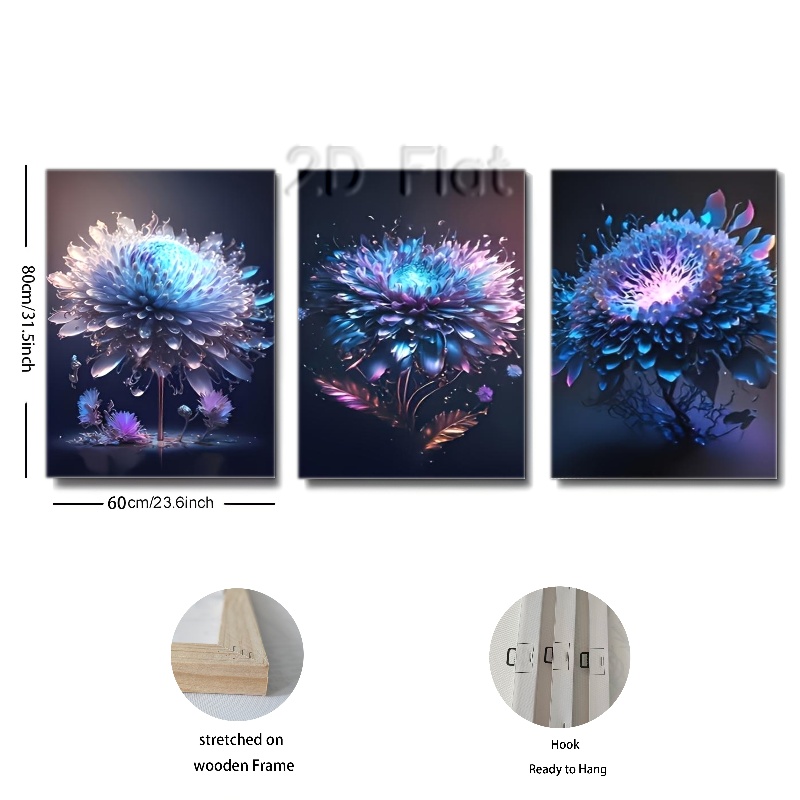 2D Flat
80cm/31.5inch
60cm/23.6inch
stretched on
wooden Frame
Hook
Ready to Hang